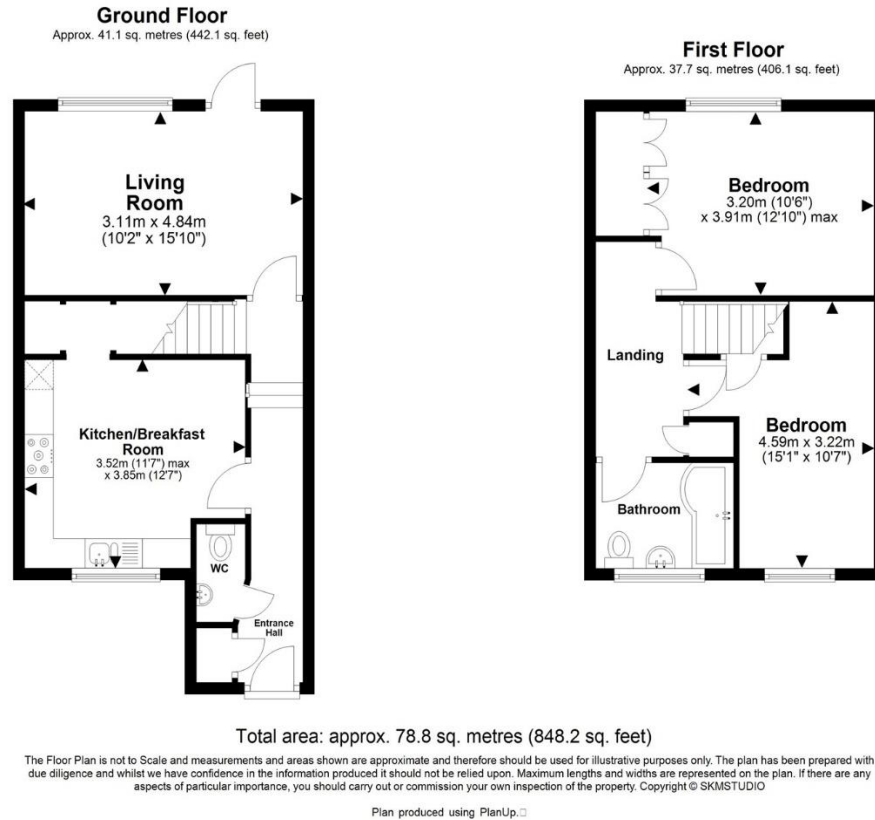 Ground Floor
Approx. 41.1 sq. metres (442.1 sq. feet)
Living
Room
3.11m x 4.84m
(10'2" x 15'10")
Kitchen/Breakfast
Room
3.52m (11'7") max
x 3.85m (12'7")
WC
Entrance
Hall
First Floor
Approx. 37.7 sq. metres (406.1 sq. feet)
Bedroom
3.20m (10'6")
x 3.91m (12'10") max
Landing
Bedroom
4.59m x 3.22m
(15'1" x 10'7")
Bathroom
Total area: approx. 78.8 sq. metres (848.2 sq. feet)
The Floor Plan is not to Scale and measurements and areas shown are approximate and therefore should be used for illustrative purposes only. The plan has been prepared with
due diligence and whilst we have confidence in the information produced it should not be relied upon. Maximum lengths and widths are represented on the plan. If there are any
aspects of particular importance, you should carry out or commission your own inspection of the property. Copyright © SKMSTUDIO
Plan produced using PlanUp.□